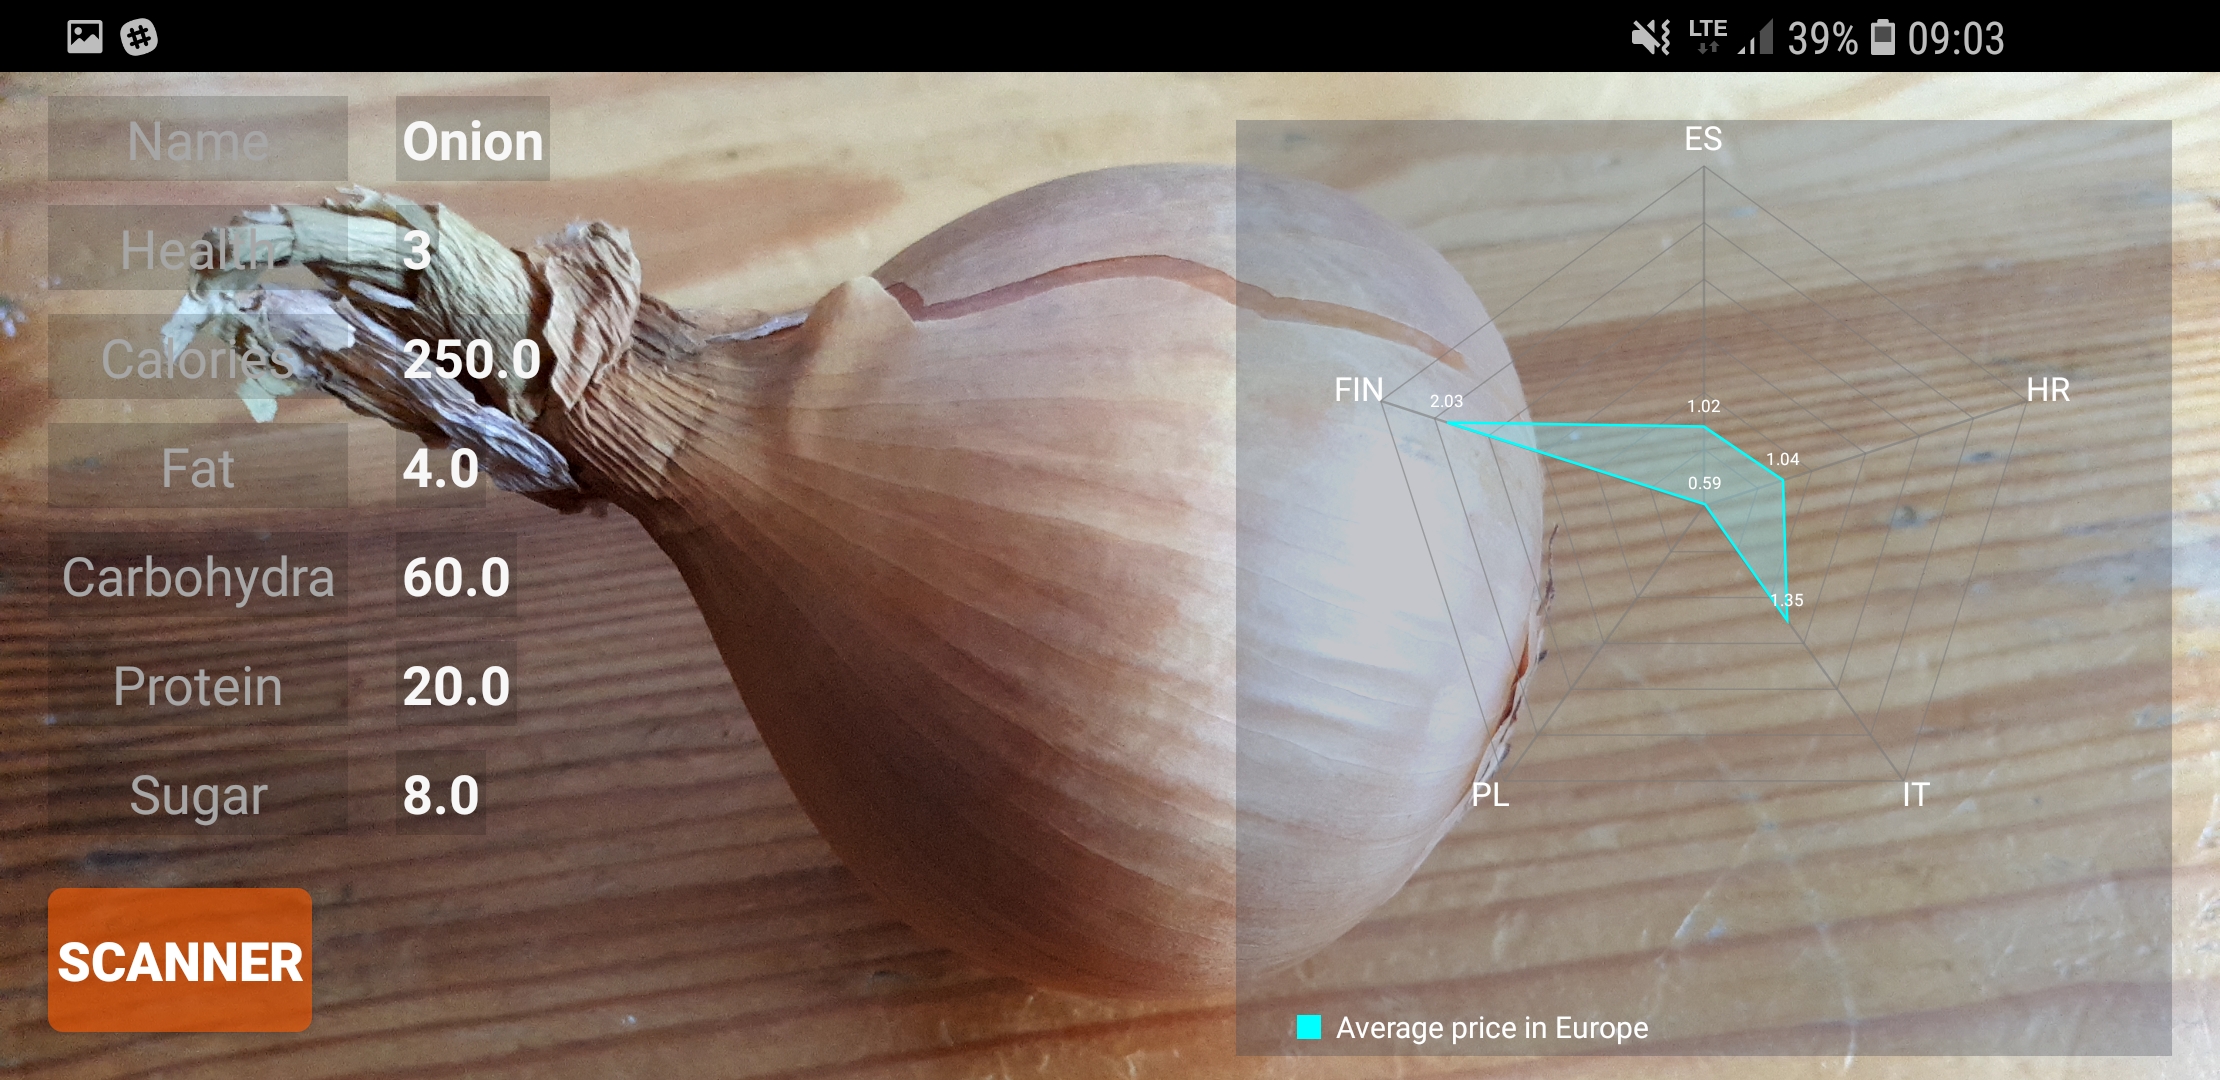 LTE 39% 09:03
Name Onion
Health 3
Calories 250.0
Fat 4.0
Carbohydra 60.0
Protein 20.0
Sugar 8.0
SCANNER
ES
FIN
HR
2.03
1.02
1.04
0.59
1.35
PL
IT
Average price in Europe